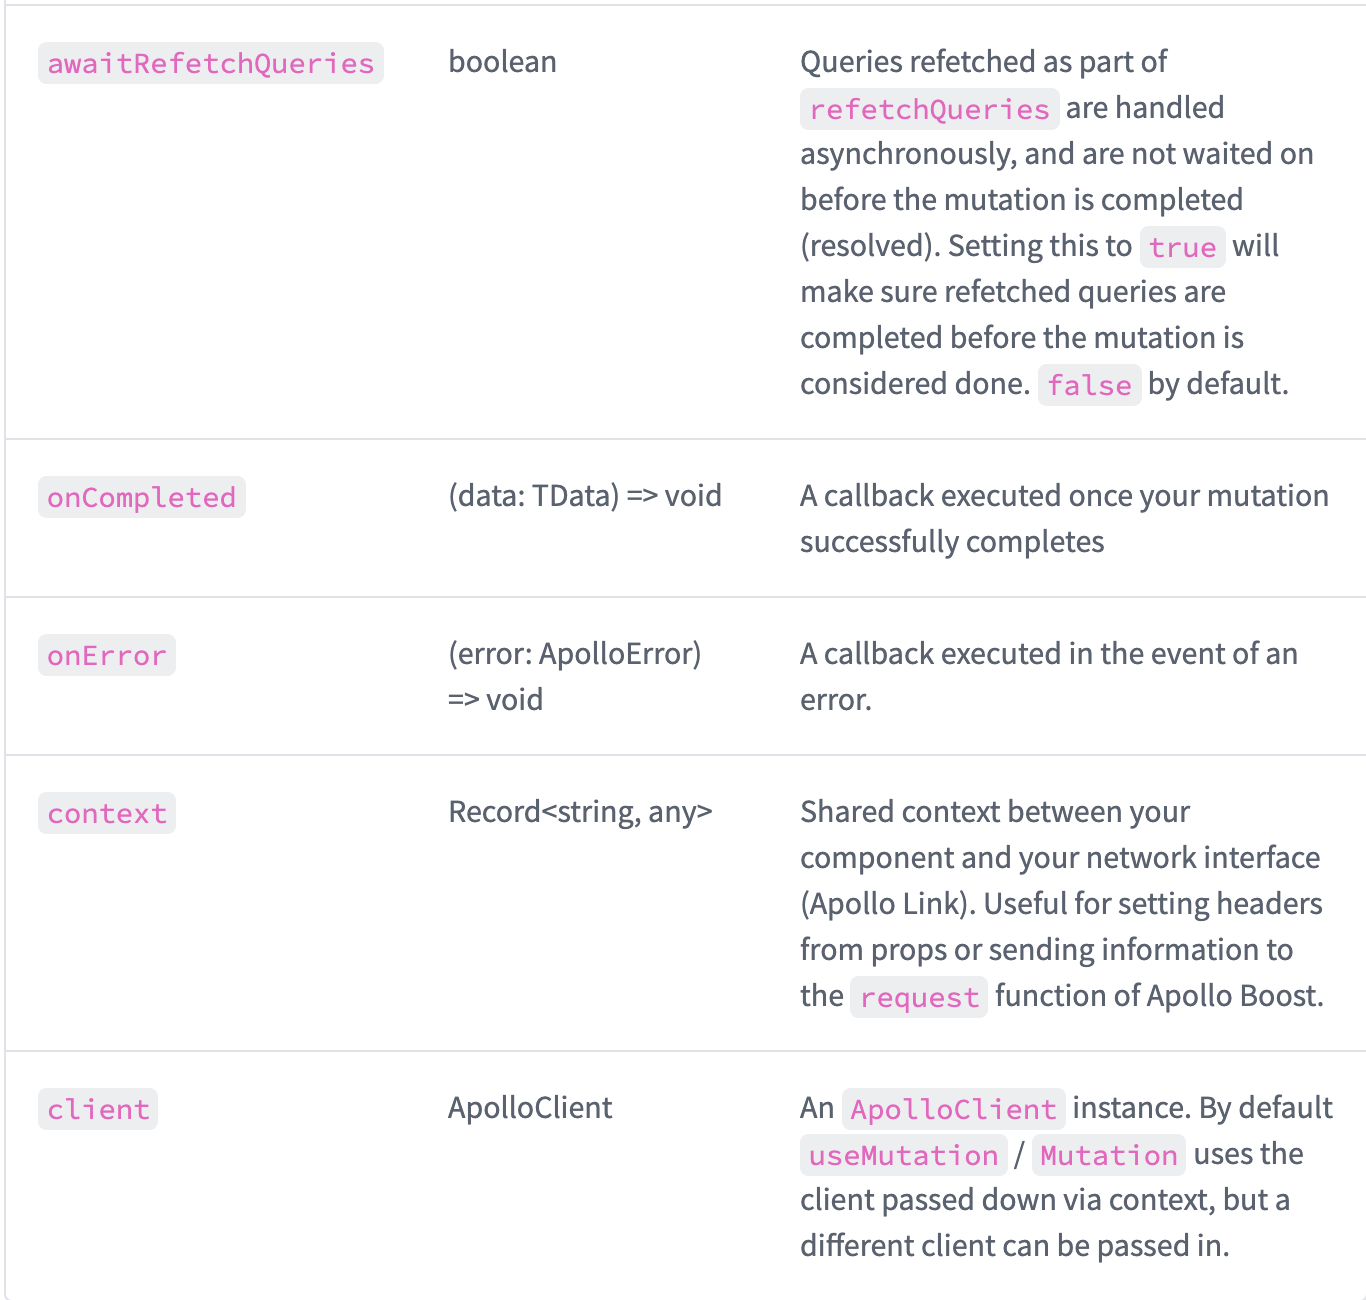 awaitRefetchQueries
boolean
Queries refetched as part of
refetchQueries are handled
asynchronously, and are not waited on
before the mutation is completed
(resolved). Setting this to true will
make sure refetched queries are
completed before the mutation is
considered done. false by default.
onCompleted
(data: TData) => void
A callback executed once your mutation
successfully completes
onError
(error: ApolloError)
=> void
A callback executed in the event of an
error.
context
Record<string, any>
Shared context between your
component and your network interface
(Apollo Link). Useful for setting headers
from props or sending information to
the request function of Apollo Boost.
client
ApolloClient
An ApolloClient instance. By default
useMutation / Mutation uses the
client passed down via context, but a
different client can be passed in.